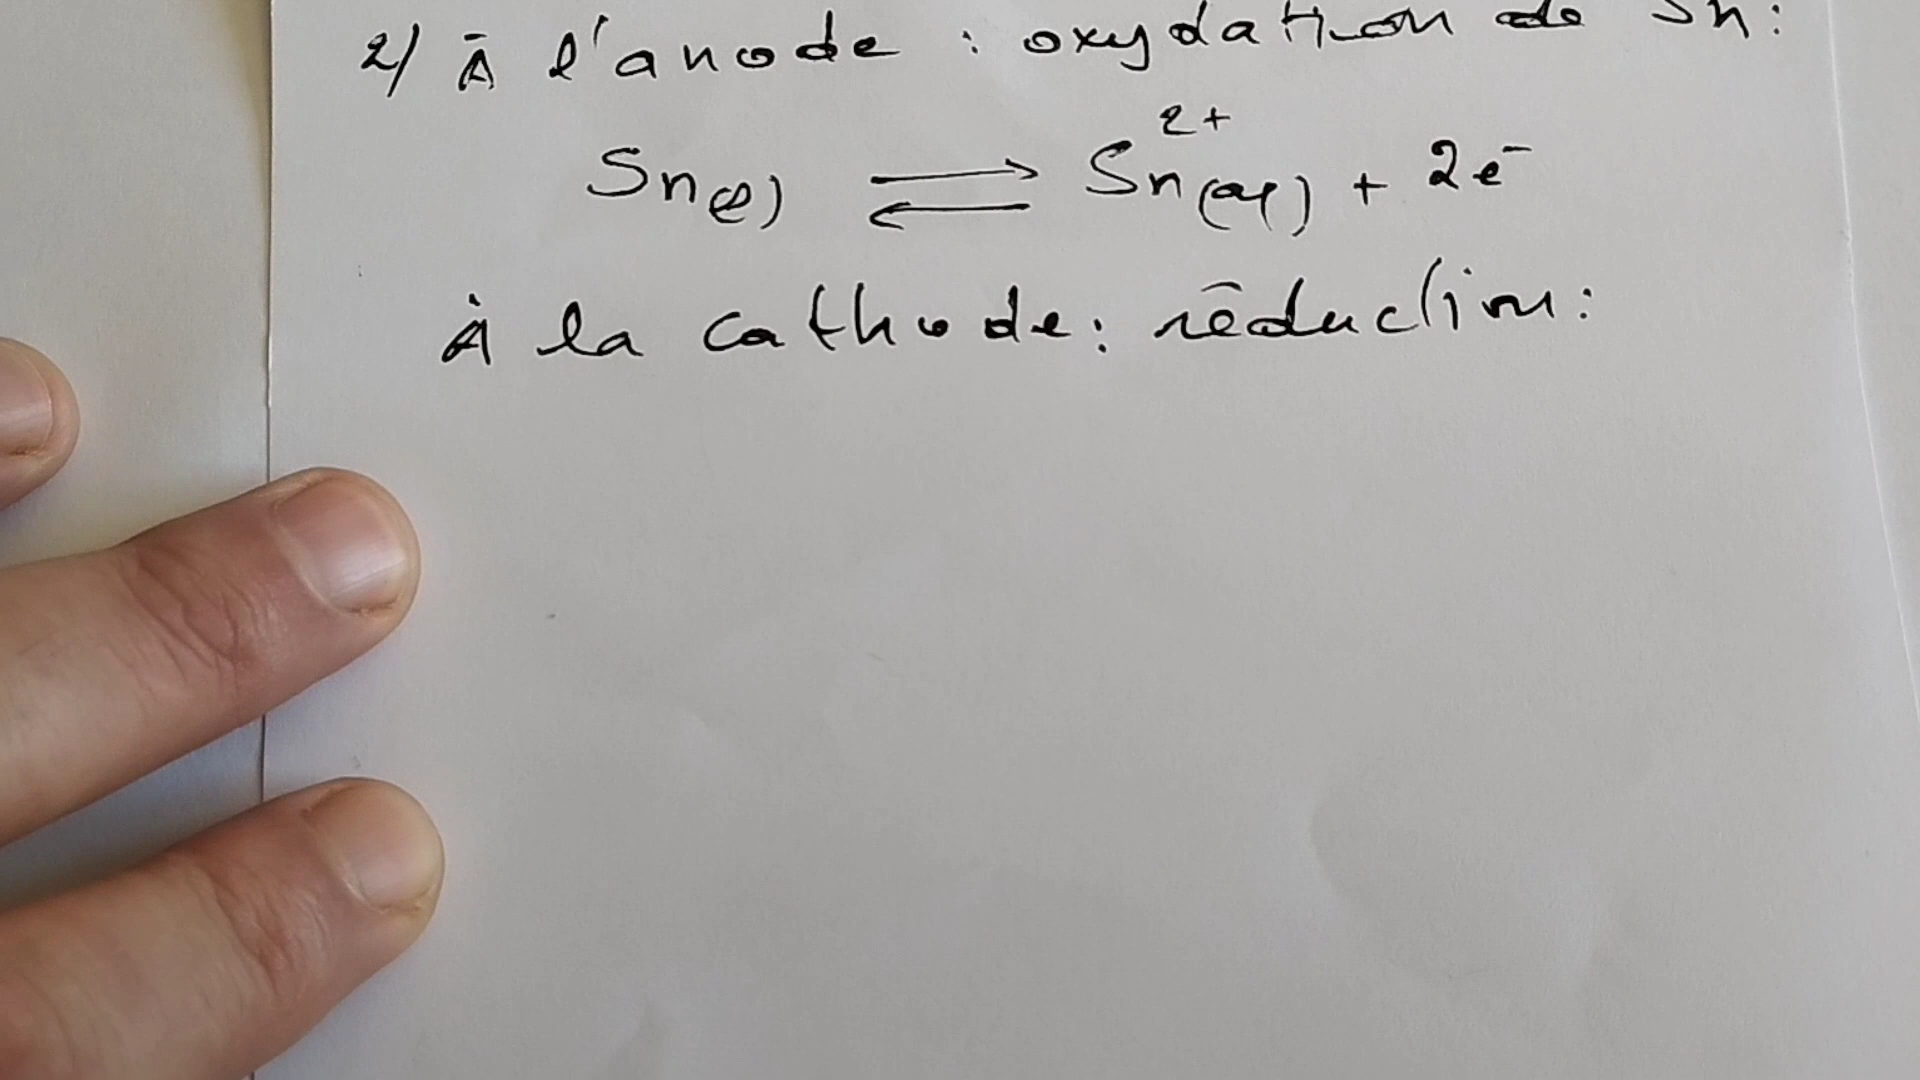 2) À l'anode : oxydation de Sn :
Sn(s) ⇌ Sn²⁺(aq) + 2e⁻
À la cathode : réduction :